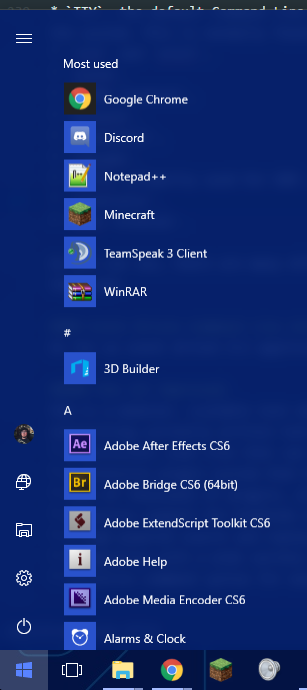 * `TTY`, the default Command Line
Most used
Google Chrome
Discord
Notepad++
Minecraft
TeamSpeak 3 Client
WinRAR
#
3D Builder
A
Ae Adobe After Effects CS6
Br Adobe Bridge CS6 (64bit)
Adobe ExtendScript Toolkit CS6
i Adobe Help
Adobe Media Encoder CS6
Alarms & Clock